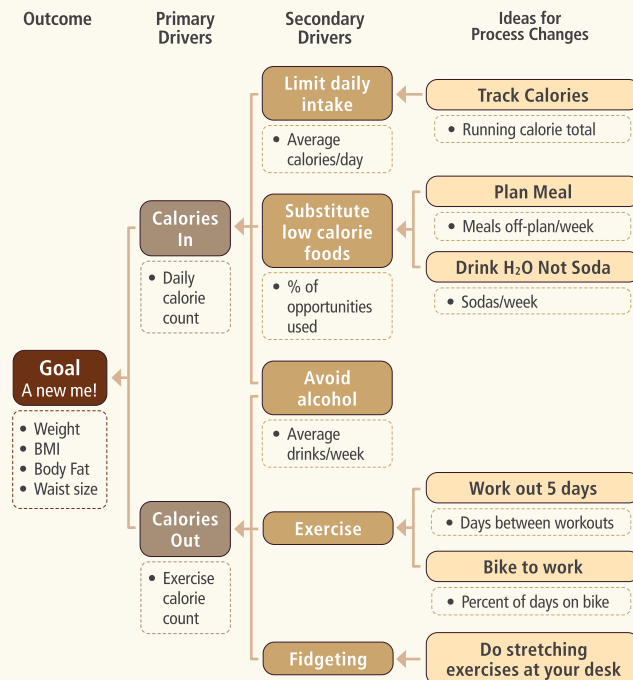 Outcome
Primary
Drivers
Secondary
Drivers
Ideas for
Process Changes
Limit daily
intake
• Average
calories/day
Track Calories
• Running calorie total
Calories
In
• Daily
calorie
count
Substitute
low calorie
foods
• % of
opportunities
used
Plan Meal
• Meals off-plan/week
Drink H₂O Not Soda
• Sodas/week
Goal
A new me!
• Weight
• BMI
• Body Fat
• Waist size
Avoid
alcohol
• Average
drinks/week
Calories
Out
• Exercise
calorie
count
Exercise
Work out 5 days
• Days between workouts
Bike to work
• Percent of days on bike
Fidgeting
Do stretching
exercises at your desk